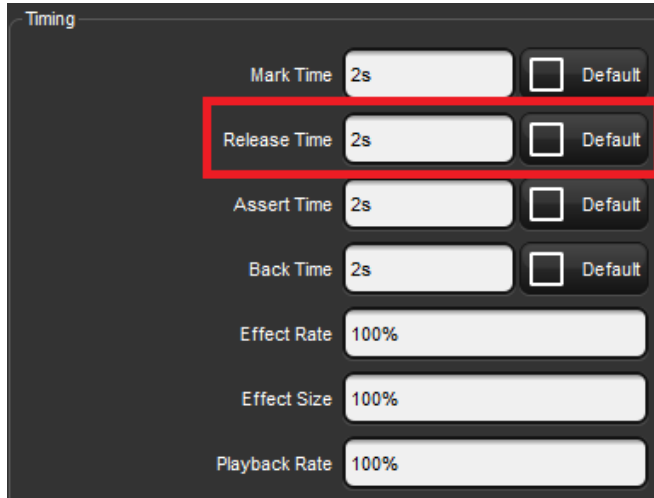 Timing
Mark Time 2s Default
Release Time 2s Default
Assert Time 2s Default
Back Time 2s Default
Effect Rate 100%
Effect Size 100%
Playback Rate 100%